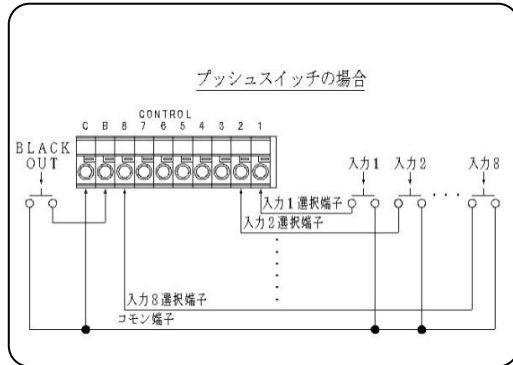 プッシュスイッチの場合
CONTROL
C B 8 7 6 5 4 3 2 1
BLACK
OUT
入力1 入力2 ・・・ 入力8
入力1選択端子
入力2選択端子
入力8選択端子
コモン端子